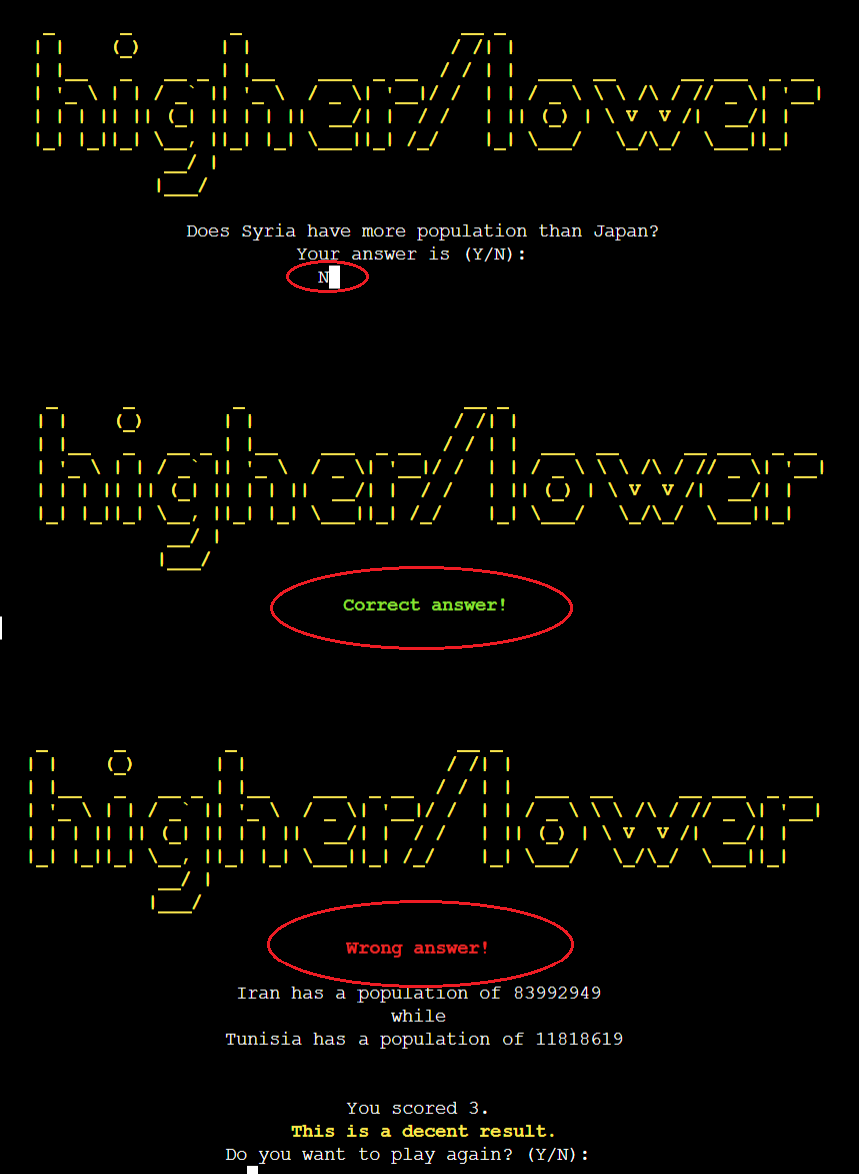 higher/lower
Does Syria have more population than Japan?
Your answer is (Y/N):
N
higher/lower
Correct answer!
higher/lower
Wrong answer!
Iran has a population of 83992949
while
Tunisia has a population of 11818619
You scored 3.
This is a decent result.
Do you want to play again? (Y/N):